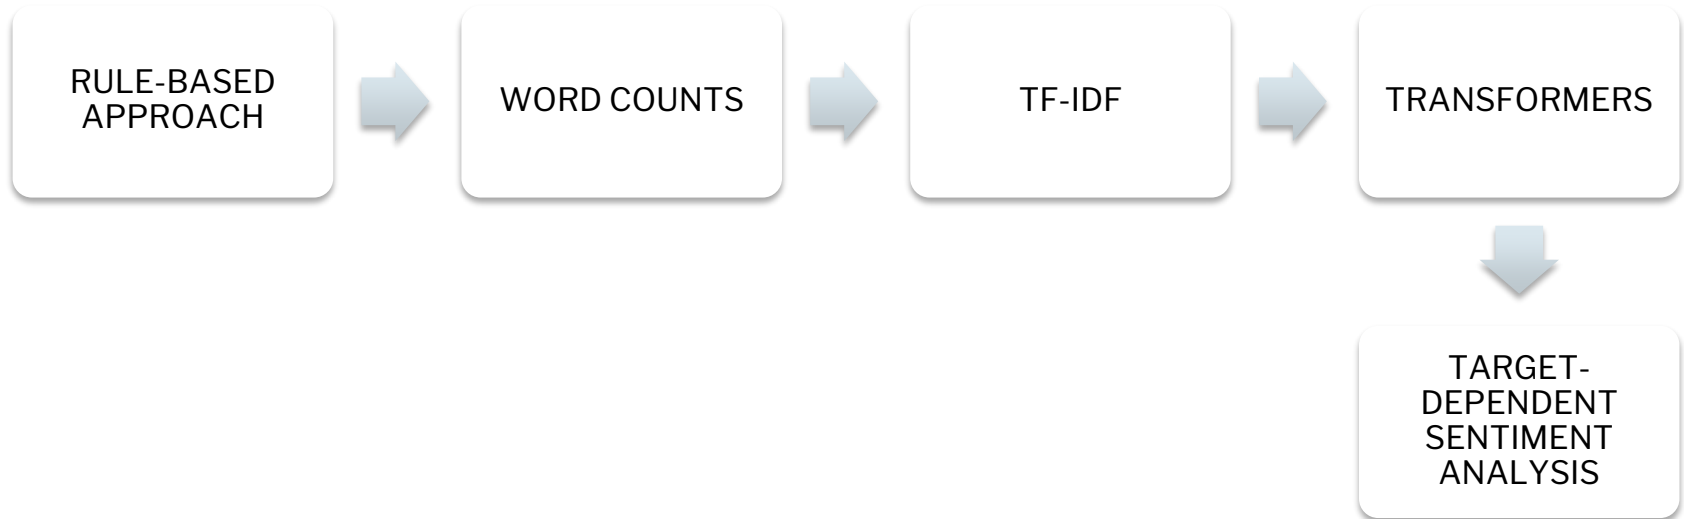 RULE-BASED
APPROACH
WORD COUNTS
TF-IDF
TRANSFORMERS
TARGET-
DEPENDENT
SENTIMENT
ANALYSIS